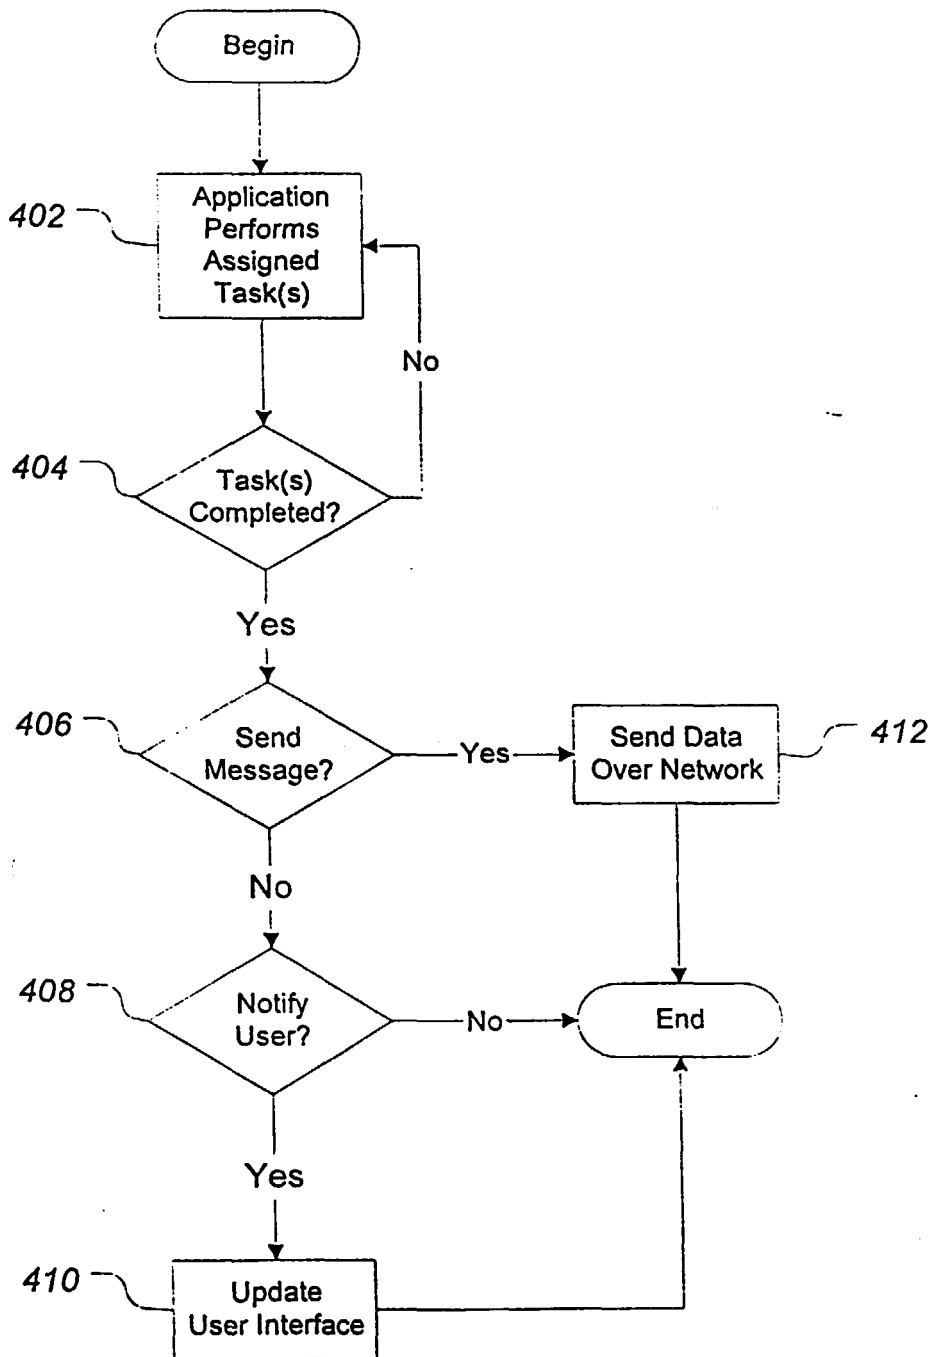 Begin
402
Application
Performs
Assigned
Task(s)
No
404
Task(s)
Completed?
Yes
406
Send
Message?
Yes
Send Data
Over Network
412
No
408
Notify
User?
No
End
Yes
410
Update
User Interface